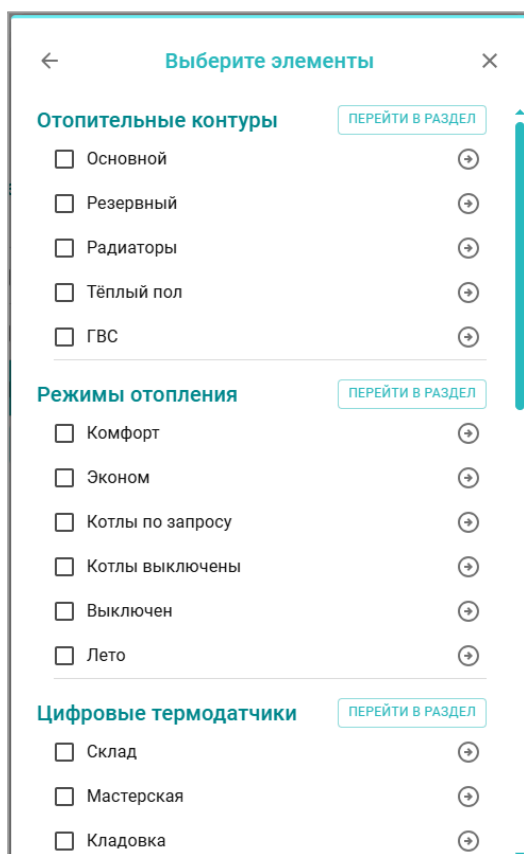 Выберите элементы
Отопительные контуры ПЕРЕЙТИ В РАЗДЕЛ
Основной
Резервный
Радиаторы
Тёплый пол
ГВС
Режимы отопления ПЕРЕЙТИ В РАЗДЕЛ
Комфорт
Эконом
Котлы по запросу
Котлы выключены
Выключен
Лето
Цифровые термодатчики ПЕРЕЙТИ В РАЗДЕЛ
Склад
Мастерская
Кладовка